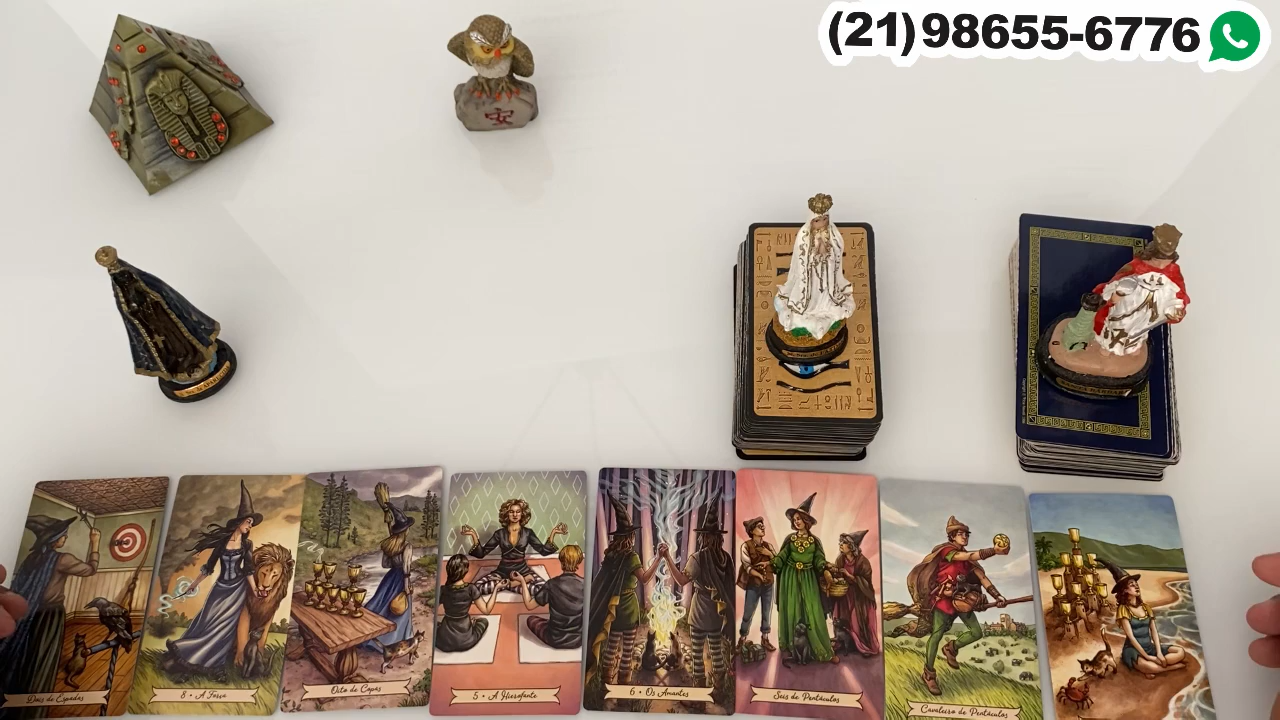 (21)98655-6776
安
Dois de Espadas
8 • A Força
Oito de Copas
5 • A Hierofante
6 • Os Amantes
Seis de Pentáculos
Cavaleiro de Pentáculos